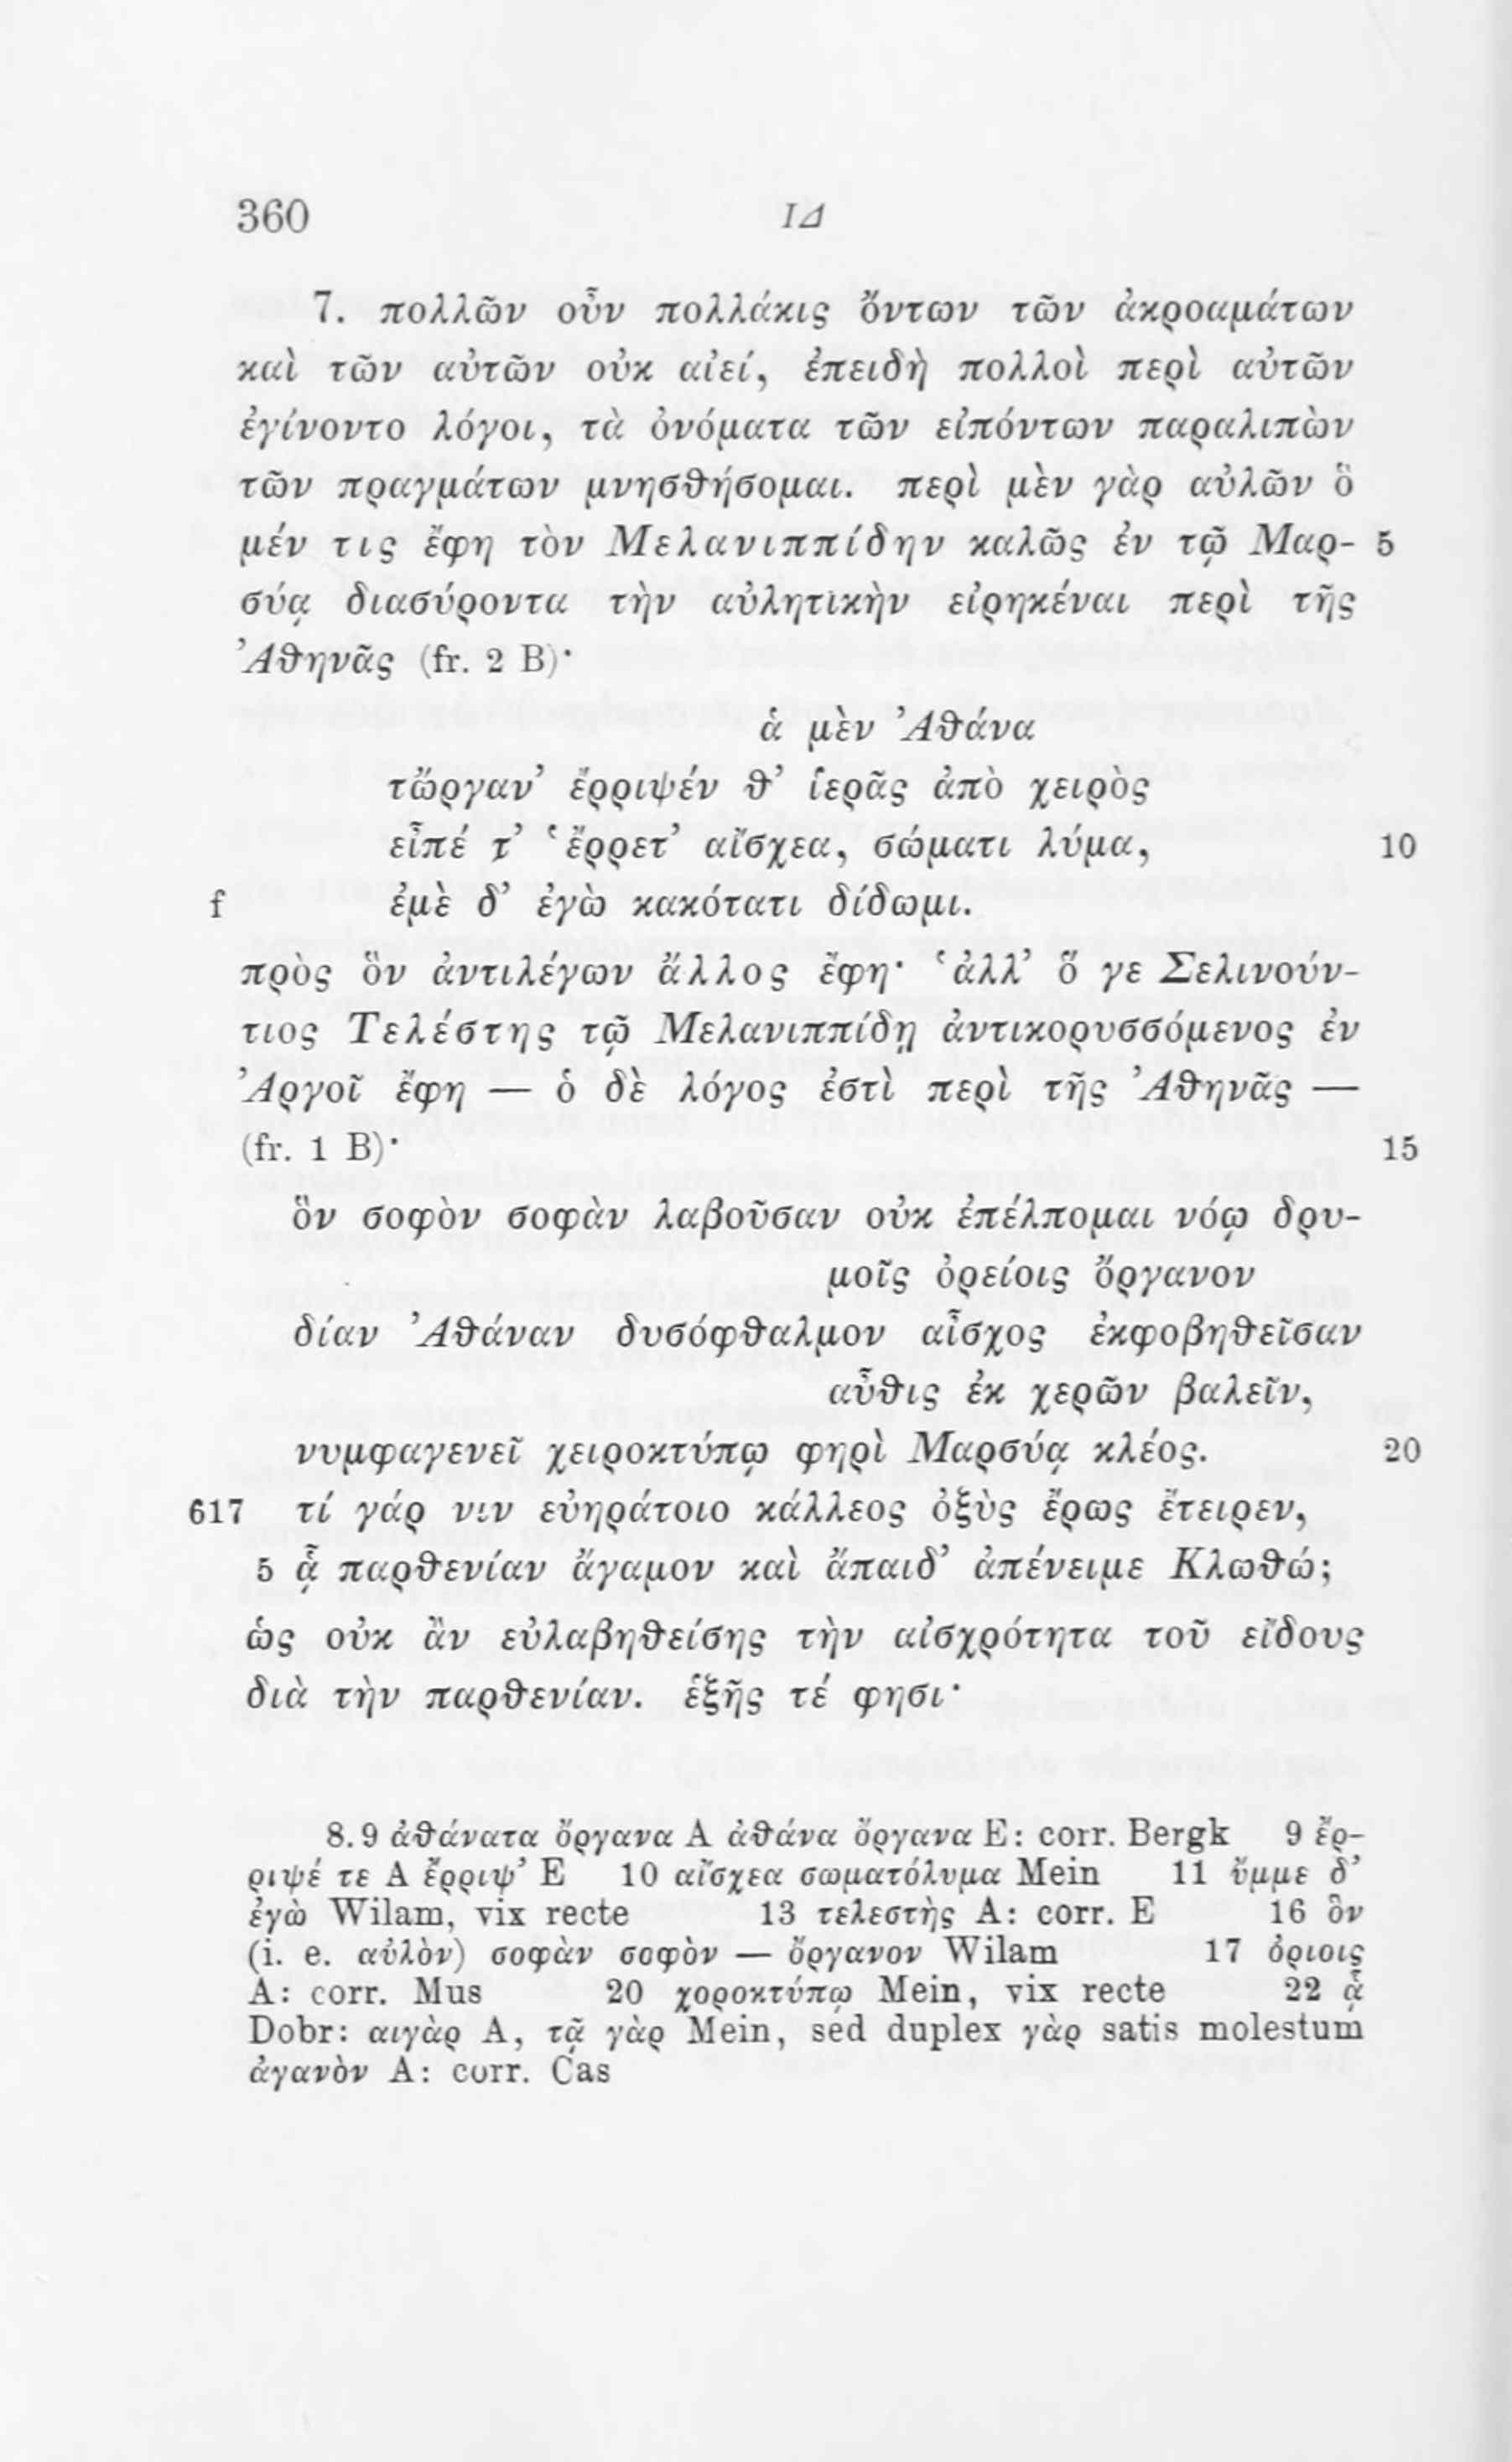 360 ΙΔ
7. πολλῶν οὖν πολλάκις ὄντων τῶν ἀκροαμάτων
καὶ τῶν αὐτῶν οὐκ αἰεί, ἐπειδὴ πολλοὶ περὶ αὐτῶν
ἐγίνοντο λόγοι, τὰ ὀνόματα τῶν εἰπόντων παραλιπὼν
τῶν πραγμάτων μνησθήσομαι. περὶ μὲν γὰρ αὐλῶν ὃ
μέν τις ἔφη τὸν Μελανιππίδην καλῶς ἐν τῷ Μαρ- 5
σύᾳ διασύροντα τὴν αὐλητικὴν εἰρηκέναι περὶ τῆς
Ἀθηνᾶς (fr. 2 B)·
ἁ μὲν Ἀθάνα
τὤργαν’ ἔρριψέν θ’ ἱερᾶς ἀπὸ χειρὸς
εἶπέ τ’ ‘ἔρρετ’ αἴσχεα, σώματι λύμα, 10
f ἐμὲ δ’ ἐγὼ κακότατι δίδωμι.
πρὸς ὃν ἀντιλέγων ἄλλος ἔφη· ‘ἀλλ’ ὅ γε Σελινούν-
τιος Τελέστης τῷ Μελανιππίδῃ ἀντικορυσσόμενος ἐν
Ἀργοῖ ἔφη — ὁ δὲ λόγος ἐστὶ περὶ τῆς Ἀθηνᾶς —
(fr. 1 B)· 15
ὃν σοφὸν σοφὰν λαβοῦσαν οὐκ ἐπέλπομαι νόῳ δρυ-
μοῖς ὀρείοις ὄργανον
δίαν Ἀθάναν δυσόφθαλμον αἶσχος ἐκφοβηθεῖσαν
αὖθις ἐκ χερῶν βαλεῖν,
νυμφαγενεῖ χειροκτύπῳ φηρὶ Μαρσύᾳ κλέος. 20
617 τί γάρ νιν εὐηράτοιο κάλλεος ὀξὺς ἔρως ἔτειρεν,
5 ᾇ παρθενίαν ἄγαμον καὶ ἄπαιδ’ ἀπένειμε Κλωθώ;
ὡς οὐκ ἂν εὐλαβηθείσης τὴν αἰσχρότητα τοῦ εἴδους
διὰ τὴν παρθενίαν. ἑξῆς τέ φησι·
8. 9 ἀθάνατα ὄργανα A ἀθάνα ὄργανα E: corr. Bergk 9 ἔρ-
ριψέ τε A ἔρριψ’ E 10 αἴσχεα σωματόλυμα Mein 11 ὔμμε δ’
ἐγὼ Wilam, vix recte 13 τελεστὴς A: corr. E 16 ὃν
(i. e. αὐλὸν) σοφὰν σοφὸν — ὄργανον Wilam 17 ὀριοις
A: corr. Mus 20 χοροκτύπῳ Mein, vix recte 22 ᾇ
Dobr: αιγὰρ A, τᾷ γὰρ Mein, sed duplex γὰρ satis molestum
ἀγανὸν A: corr. Cas